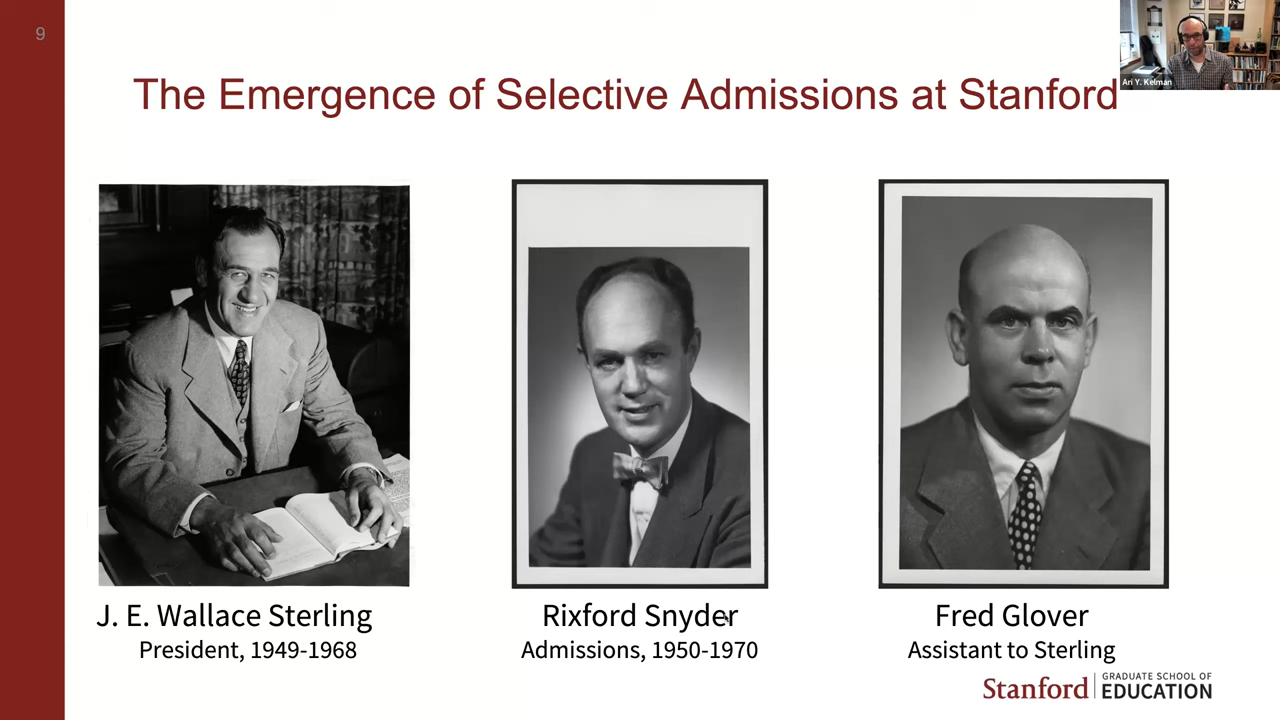 9
Ari Y. Kelman
The Emergence of Selective Admissions at Stanford
J. E. Wallace Sterling
President, 1949-1968
Rixford Snyder
Admissions, 1950-1970
Fred Glover
Assistant to Sterling
Stanford
GRADUATE SCHOOL OF
EDUCATION